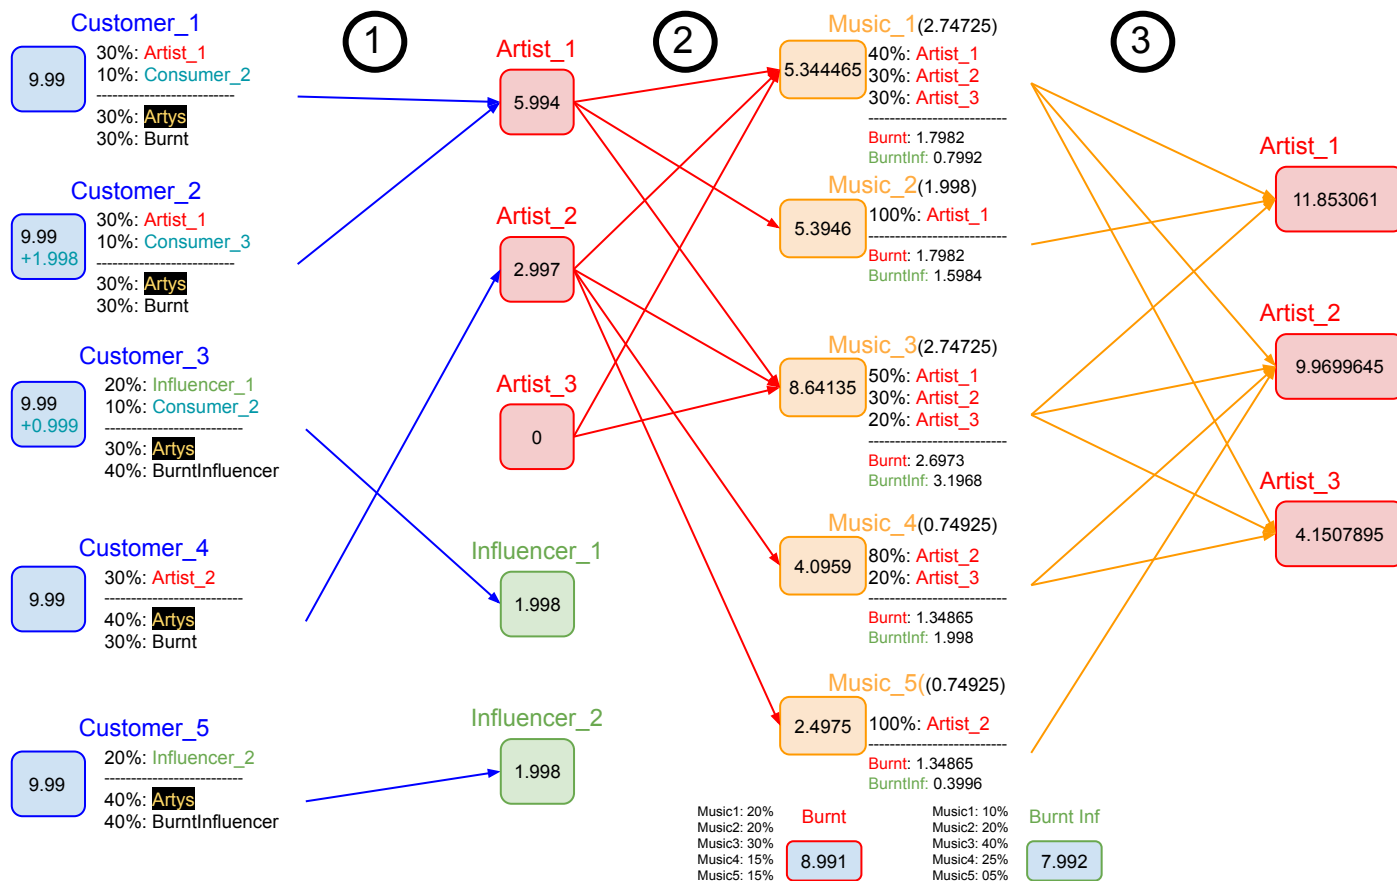 1
2
3
Customer_1
9.99
30%: Artist_1
10%: Consumer_2
--------------------------
30%: Artys
30%: Burnt
Customer_2
9.99
+1.998
30%: Artist_1
10%: Consumer_3
--------------------------
30%: Artys
30%: Burnt
Customer_3
9.99
+0.999
20%: Influencer_1
10%: Consumer_2
--------------------------
30%: Artys
40%: BurntInfluencer
Customer_4
9.99
30%: Artist_2
--------------------------
40%: Artys
30%: Burnt
Customer_5
9.99
20%: Influencer_2
--------------------------
40%: Artys
40%: BurntInfluencer
Artist_1
5.994
Artist_2
2.997
Artist_3
0
Influencer_1
1.998
Influencer_2
1.998
Music_1(2.74725)
5.344465
40%: Artist_1
30%: Artist_2
30%: Artist_3
--------------------------
Burnt: 1.7982
BurntInf: 0.7992
Music_2(1.998)
5.3946
100%: Artist_1
--------------------------
Burnt: 1.7982
BurntInf: 1.5984
Music_3(2.74725)
8.64135
50%: Artist_1
30%: Artist_2
20%: Artist_3
--------------------------
Burnt: 2.6973
BurntInf: 3.1968
Music_4(0.74925)
4.0959
80%: Artist_2
20%: Artist_3
--------------------------
Burnt: 1.34865
BurntInf: 1.998
Music_5((0.74925)
2.4975
100%: Artist_2
--------------------------
Burnt: 1.34865
BurntInf: 0.3996
Music1: 20%
Music2: 20%
Music3: 30%
Music4: 15%
Music5: 15%
Burnt
8.991
Music1: 10%
Music2: 20%
Music3: 40%
Music4: 25%
Music5: 05%
Burnt Inf
7.992
Artist_1
11.853061
Artist_2
9.9699645
Artist_3
4.1507895